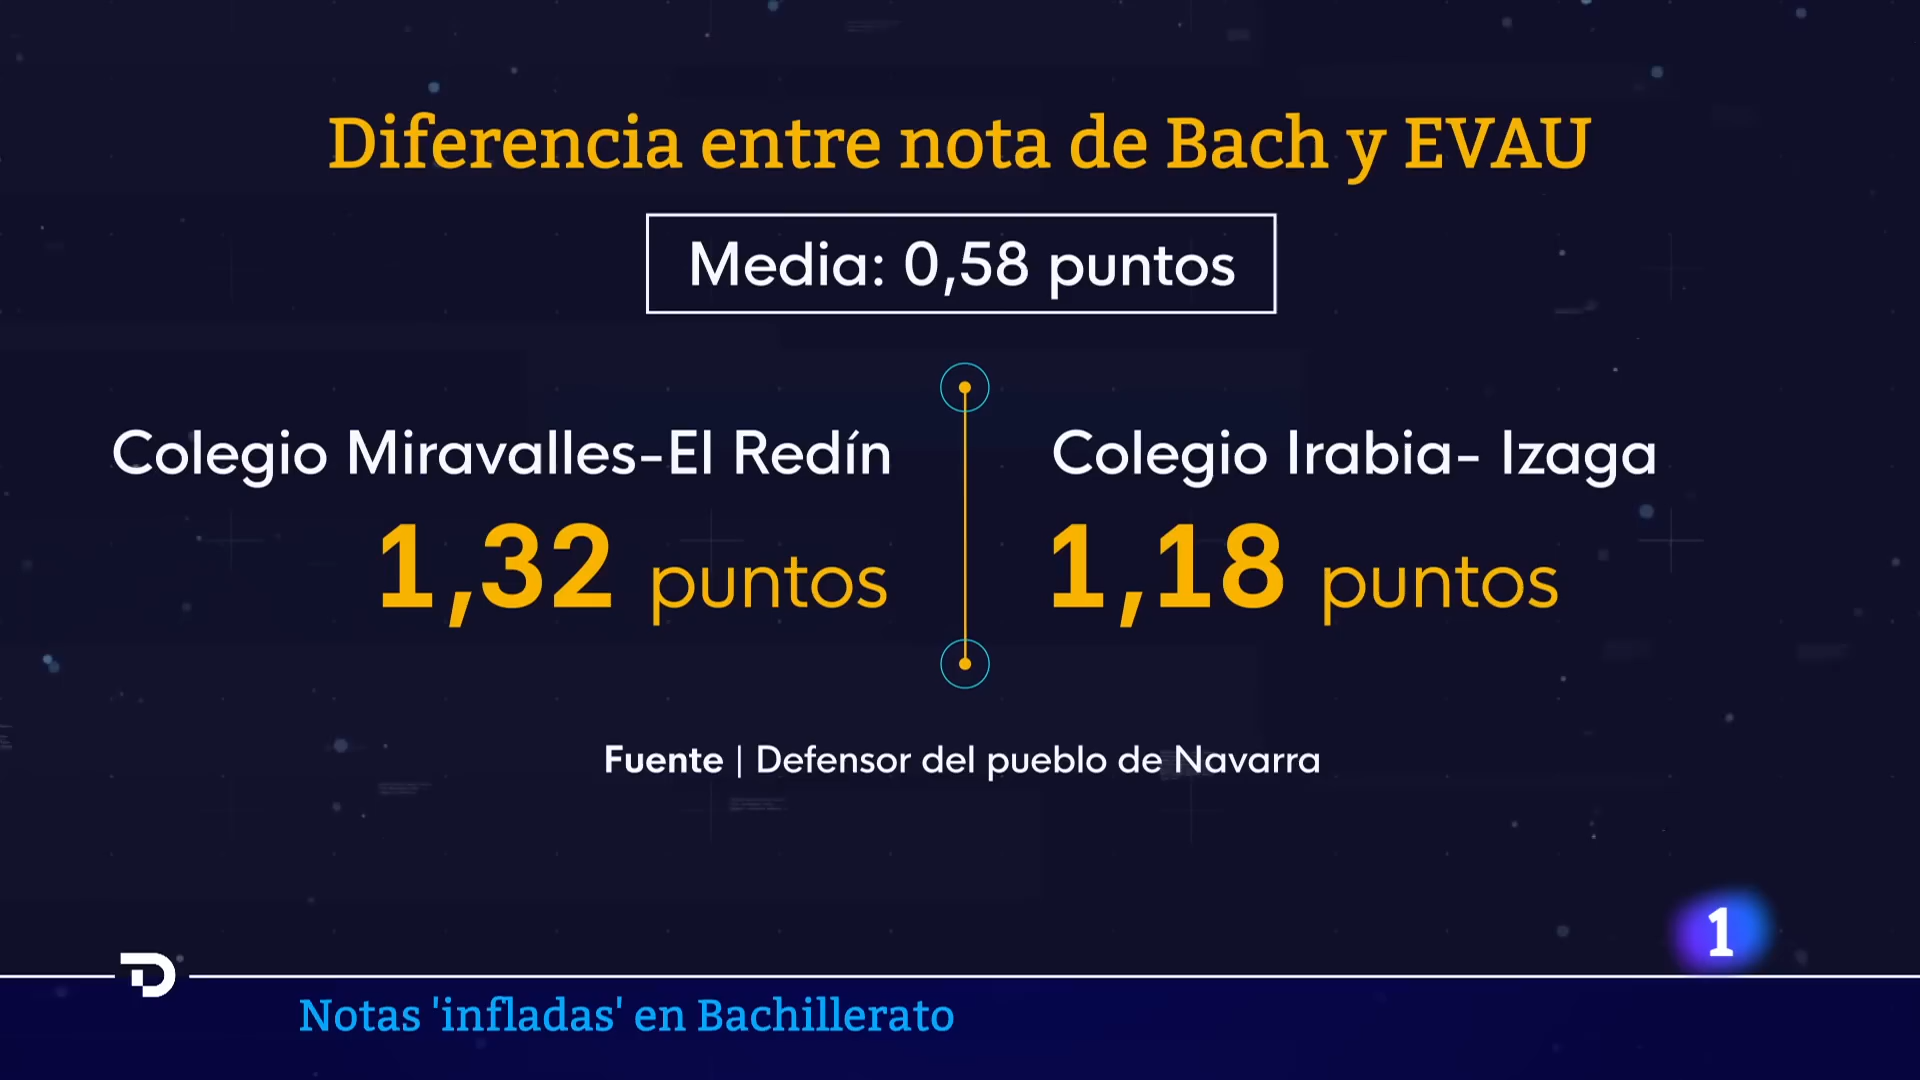 Diferencia entre nota de Bach y EVAU
Media: 0,58 puntos
Colegio Miravalles-El Redín
1,32 puntos
Colegio Irabia- Izaga
1,18 puntos
Fuente | Defensor del pueblo de Navarra
1
Notas 'infladas' en Bachillerato